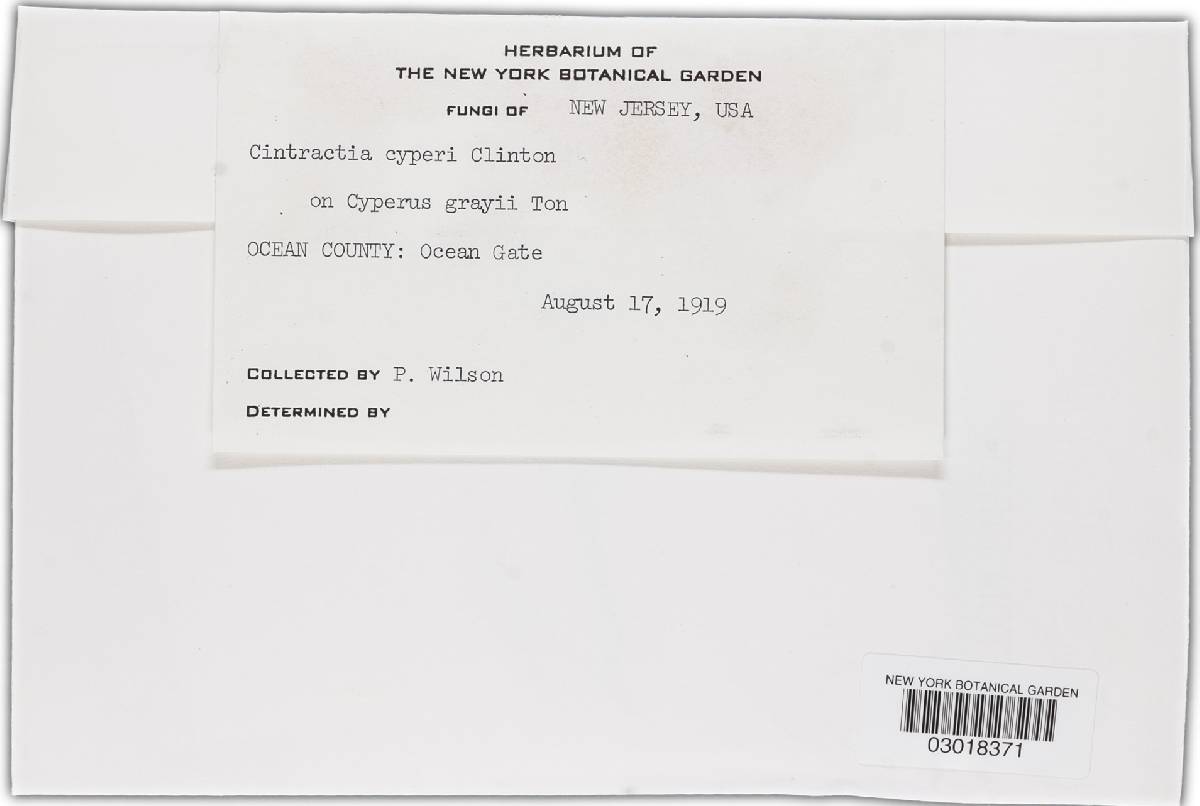 HERBARIUM OF
THE NEW YORK BOTANICAL GARDEN
FUNGI OF NEW JERSEY, USA
Cintractia cyperi Clinton
on Cyperus grayii Ton
OCEAN COUNTY: Ocean Gate
August 17, 1919
COLLECTED BY P. Wilson
DETERMINED BY
NEW YORK BOTANICAL GARDEN
03018371